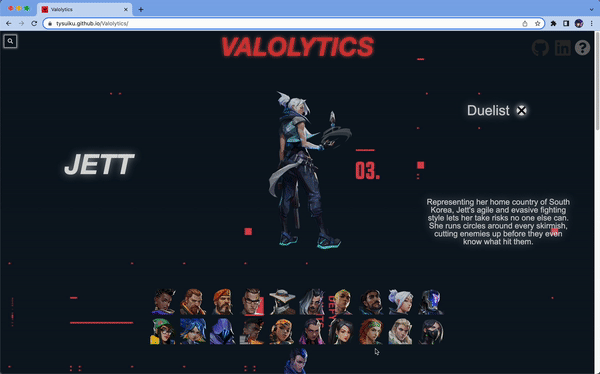 Valolytics
tysuiku.github.io/Valolytics/
VALOLYTICS
Duelist
JETT
03.
Representing her home country of South
Korea, Jett's agile and evasive fighting
style lets her take risks no one else can.
She runs circles around every skirmish,
cutting enemies up before they even
know what hit them.